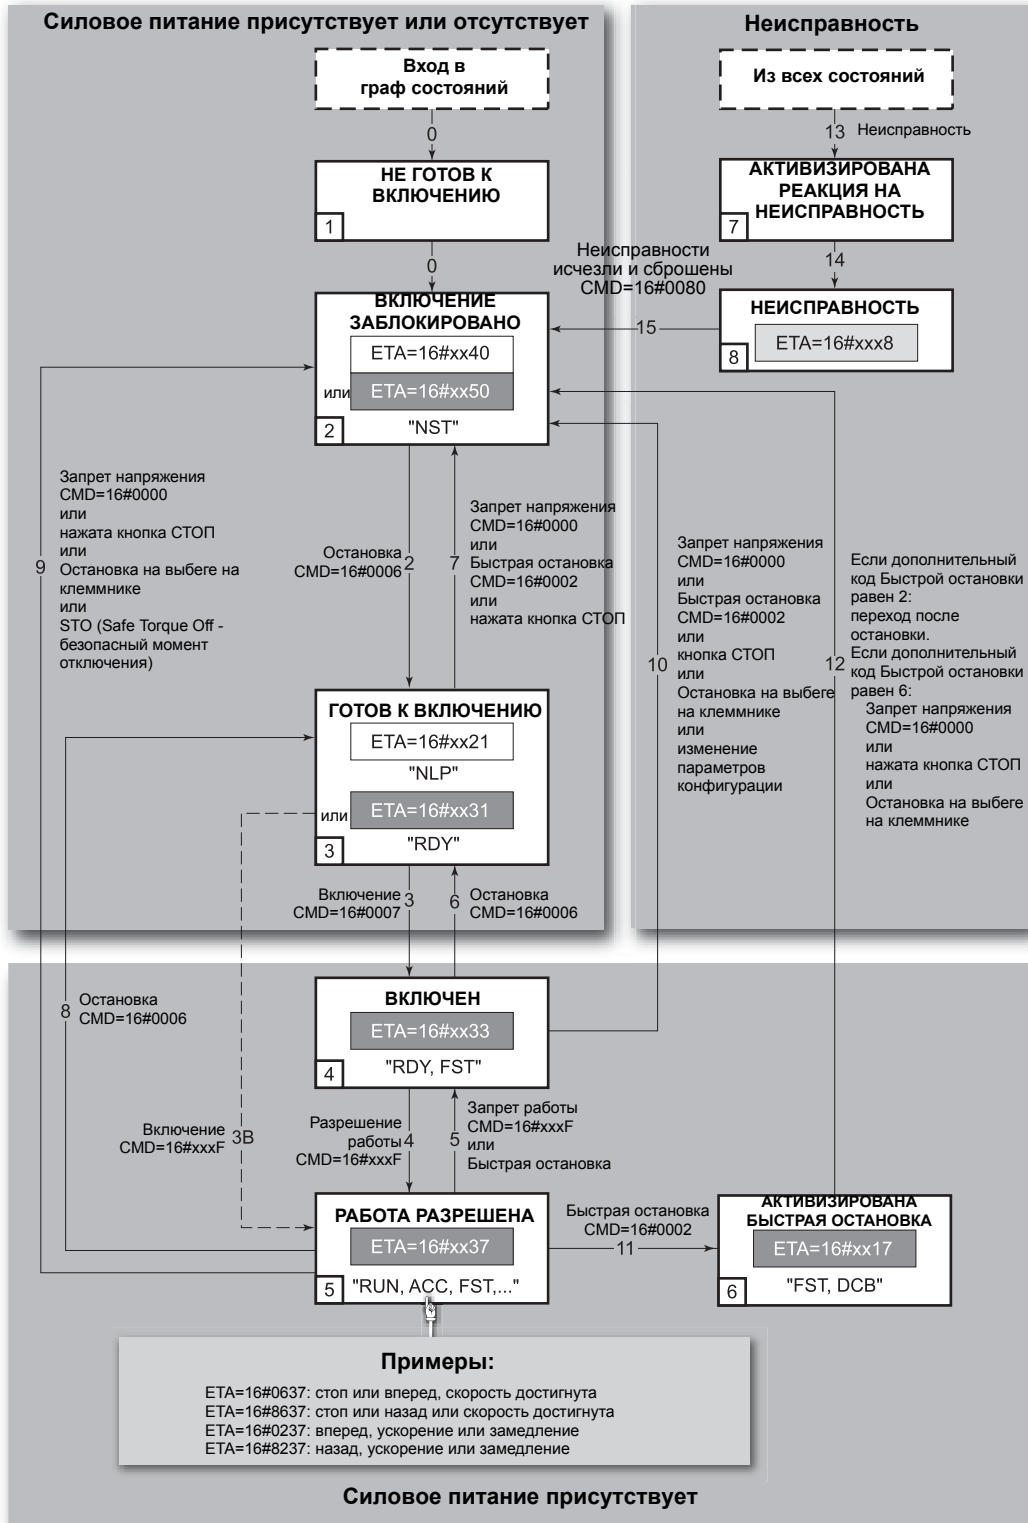 Силовое питание присутствует или отсутствует
Вход в
граф состояний
0
НЕ ГОТОВ К
ВКЛЮЧЕНИЮ
1
0
ВКЛЮЧЕНИЕ
ЗАБЛОКИРОВАНО
ETA=16#xx40
или
ETA=16#xx50
2
"NST"
Неисправность
Из всех состояний
13 Неисправность
АКТИВИЗИРОВАНА
РЕАКЦИЯ НА
НЕИСПРАВНОСТЬ
7
14
НЕИСПРАВНОСТЬ
ETA=16#xxx8
8
Неисправности
исчезли и сброшены
CMD=16#0080
15
9
Запрет напряжения
CMD=16#0000
или
нажата кнопка СТОП
или
Остановка на выбеге на
клеммнике
или
STO (Safe Torque Off -
безопасный момент
отключения)
Остановка
CMD=16#0006
2
7
Запрет напряжения
CMD=16#0000
или
Быстрая остановка
CMD=16#0002
или
нажата кнопка СТОП
Запрет напряжения
CMD=16#0000
или
Быстрая остановка
CMD=16#0002
или
кнопка СТОП
или
Остановка на выбеге
на клеммнике
или
изменение
параметров
конфигурации
10
12
Если дополнительный
код Быстрой остановки
равен 2:
переход после
остановки.
Если дополнительный
код Быстрой остановки
равен 6:
Запрет напряжения
CMD=16#0000
или
нажата кнопка СТОП
или
Остановка на выбеге
на клеммнике
ГОТОВ К ВКЛЮЧЕНИЮ
ETA=16#xx21
"NLP"
или
ETA=16#xx31
3
"RDY"
Включение
CMD=16#0007
3
6
Остановка
CMD=16#0006
ВКЛЮЧЕН
ETA=16#xx33
4
"RDY, FST"
8
Остановка
CMD=16#0006
Включение
CMD=16#xxxF
3B
Разрешение
работы
CMD=16#xxxF
4
5
Запрет работы
CMD=16#xxxF
или
Быстрая остановка
РАБОТА РАЗРЕШЕНА
ETA=16#xx37
5
"RUN, ACC, FST,..."
Быстрая остановка
CMD=16#0002
11
АКТИВИЗИРОВАНА
БЫСТРАЯ ОСТАНОВКА
ETA=16#xx17
6
"FST, DCB"
Примеры:
ETA=16#0637: стоп или вперед, скорость достигнута
ETA=16#8637: стоп или назад или скорость достигнута
ETA=16#0237: вперед, ускорение или замедление
ETA=16#8237: назад, ускорение или замедление
Силовое питание присутствует